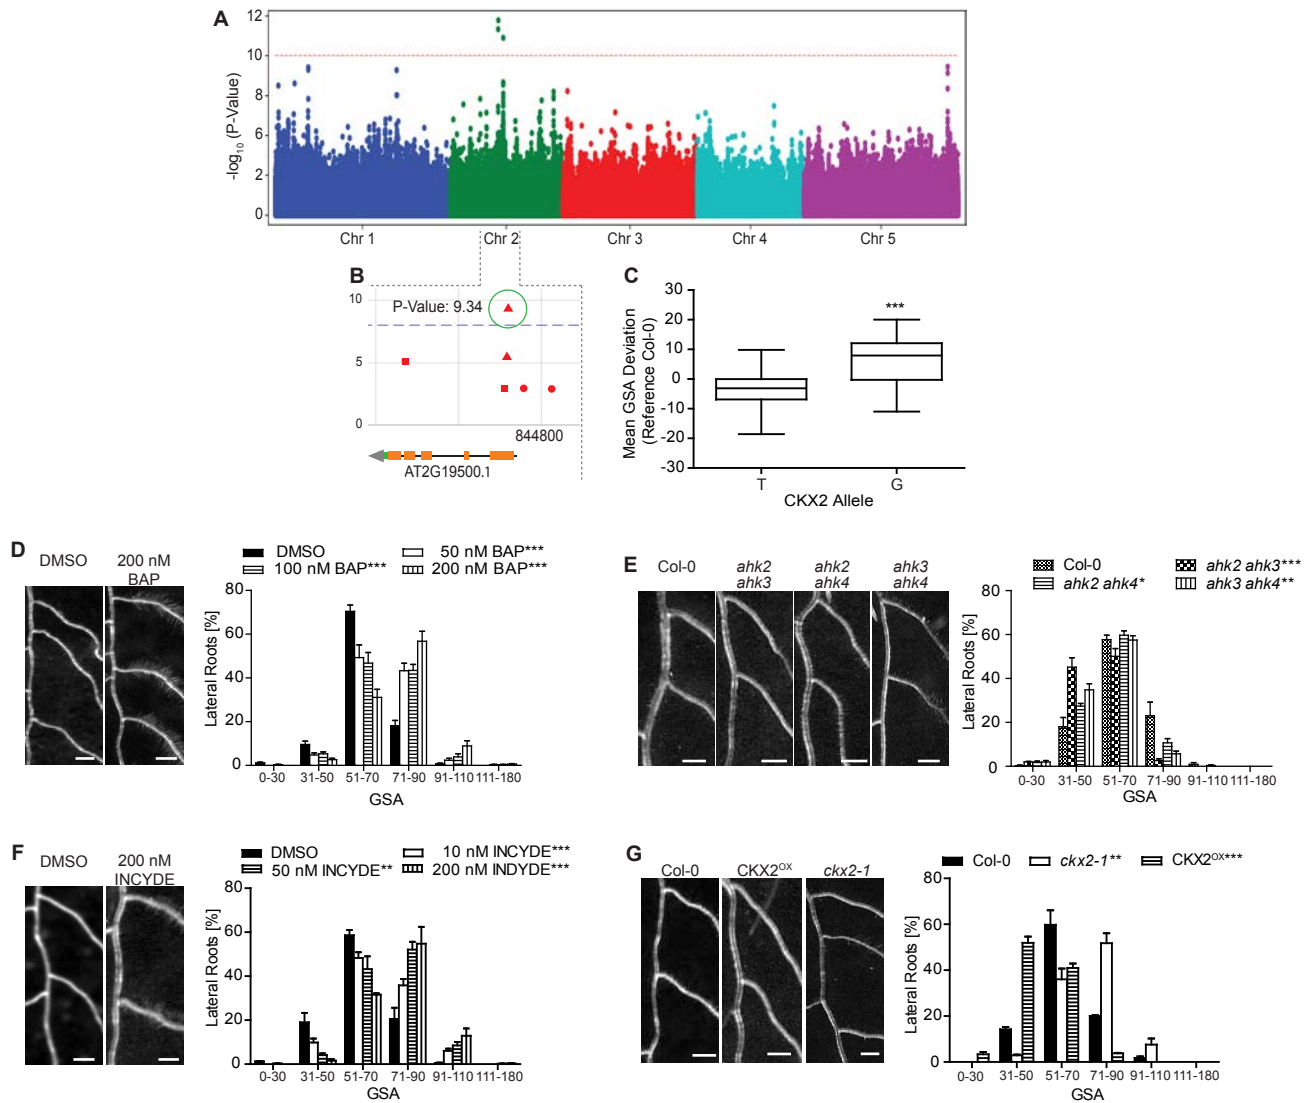 A
12
10
8
6
4
2
0
-log10 (P-Value)
Chr 1
Chr 2
Chr 3
Chr 4
Chr 5
B
10
5
0
P-Value: 9.34
844800
AT2G19500.1
C
30
20
10
0
-10
-20
-30
Mean GSA Deviation
(Reference Col-0)
***
T
G
CKX2 Allele
D
DMSO
200 nM
BAP
DMSO
50 nM BAP***
100 nM BAP***
200 nM BAP***
80
60
40
20
0
Lateral Roots [%]
0-30
31-50
51-70
71-90
91-110
111-180
GSA
E
Col-0
ahk2
ahk3
ahk2
ahk4
ahk3
ahk4
Col-0
ahk2 ahk3***
ahk2 ahk4*
ahk3 ahk4**
80
60
40
20
0
Lateral Roots [%]
0-30
31-50
51-70
71-90
91-110
111-180
GSA
F
DMSO
200 nM
INCYDE
DMSO
10 nM INCYDE***
50 nM INCYDE**
200 nM INDYDE***
80
60
40
20
0
Lateral Roots [%]
0-30
31-50
51-70
71-90
91-110
111-180
GSA
G
Col-0
CKX2OX
ckx2-1
Col-0
ckx2-1**
CKX2OX***
80
60
40
20
0
Lateral Roots [%]
0-30
31-50
51-70
71-90
91-110
111-180
GSA